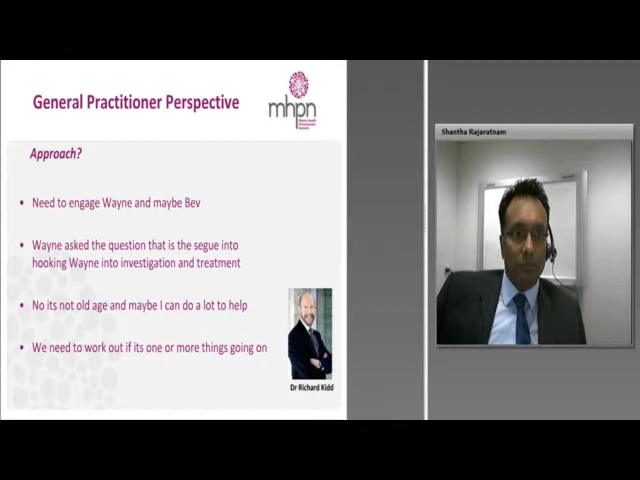 General Practitioner Perspective
mhpn
Approach?
Need to engage Wayne and maybe Bev
Wayne asked the question that is the segue into
hooking Wayne into investigation and treatment
No its not old age and maybe I can do a lot to help
We need to work out if its one or more things going on
Dr Richard Kidd
Shantha Rajaratnam